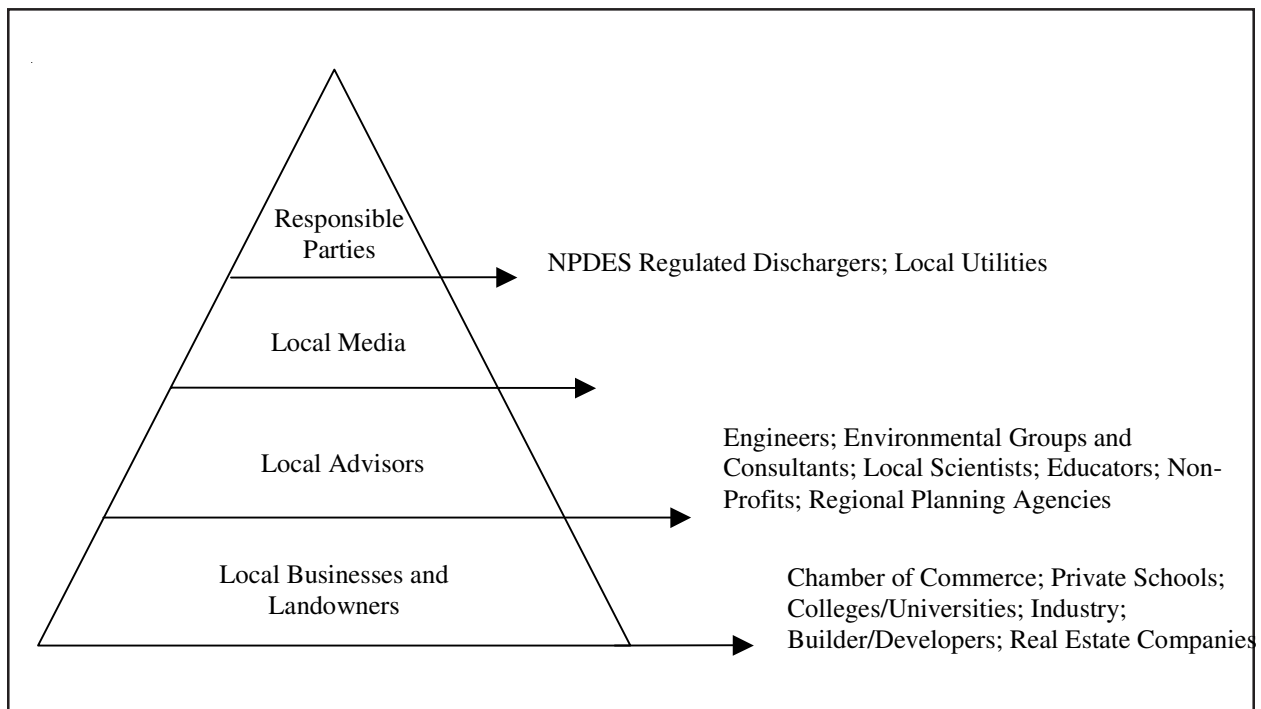 Responsible
Parties
NPDES Regulated Dischargers; Local Utilities
Local Media
Local Advisors
Engineers; Environmental Groups and
Consultants; Local Scientists; Educators; Non-
Profits; Regional Planning Agencies
Local Businesses and
Landowners
Chamber of Commerce; Private Schools;
Colleges/Universities; Industry;
Builder/Developers; Real Estate Companies